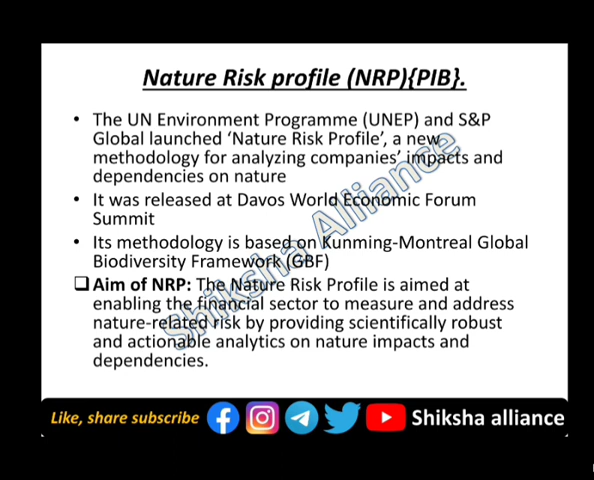 Nature Risk profile (NRP){PIB}.
• The UN Environment Programme (UNEP) and S&P
Global launched ‘Nature Risk Profile’, a new
methodology for analyzing companies’ impacts and
dependencies on nature
• It was released at Davos World Economic Forum
Summit
• Its methodology is based on Kunming-Montreal Global
Biodiversity Framework (GBF)
❑Aim of NRP: The Nature Risk Profile is aimed at
enabling the financial sector to measure and address
nature-related risk by providing scientifically robust
and actionable analytics on nature impacts and
dependencies.
Shiksha Alliance
Like, share subscribe
Shiksha alliance